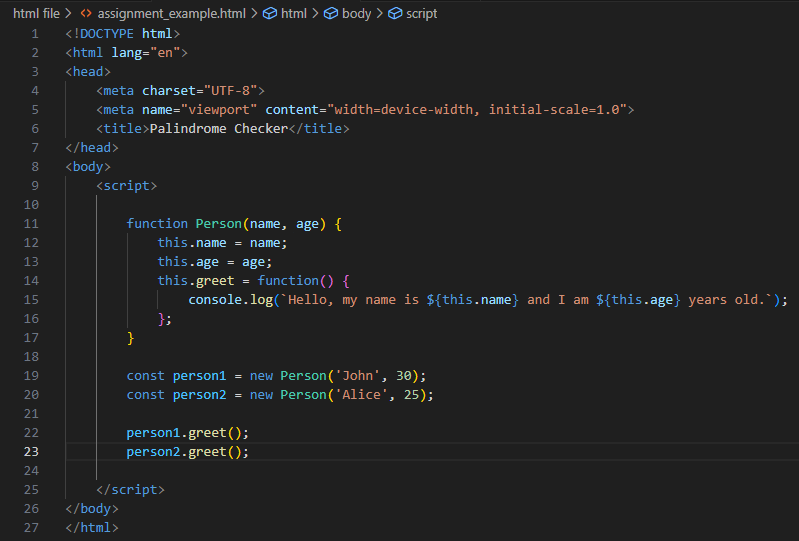 html file > assignment_example.html > html > body > script
1 <!DOCTYPE html>
2 <html lang="en">
3 <head>
4     <meta charset="UTF-8">
5     <meta name="viewport" content="width=device-width, initial-scale=1.0">
6     <title>Palindrome Checker</title>
7 </head>
8 <body>
9     <script>
10
11         function Person(name, age) {
12             this.name = name;
13             this.age = age;
14             this.greet = function() {
15                 console.log(`Hello, my name is ${this.name} and I am ${this.age} years old.`);
16             };
17         }
18
19         const person1 = new Person('John', 30);
20         const person2 = new Person('Alice', 25);
21
22         person1.greet();
23         person2.greet();
24
25     </script>
26 </body>
27 </html>